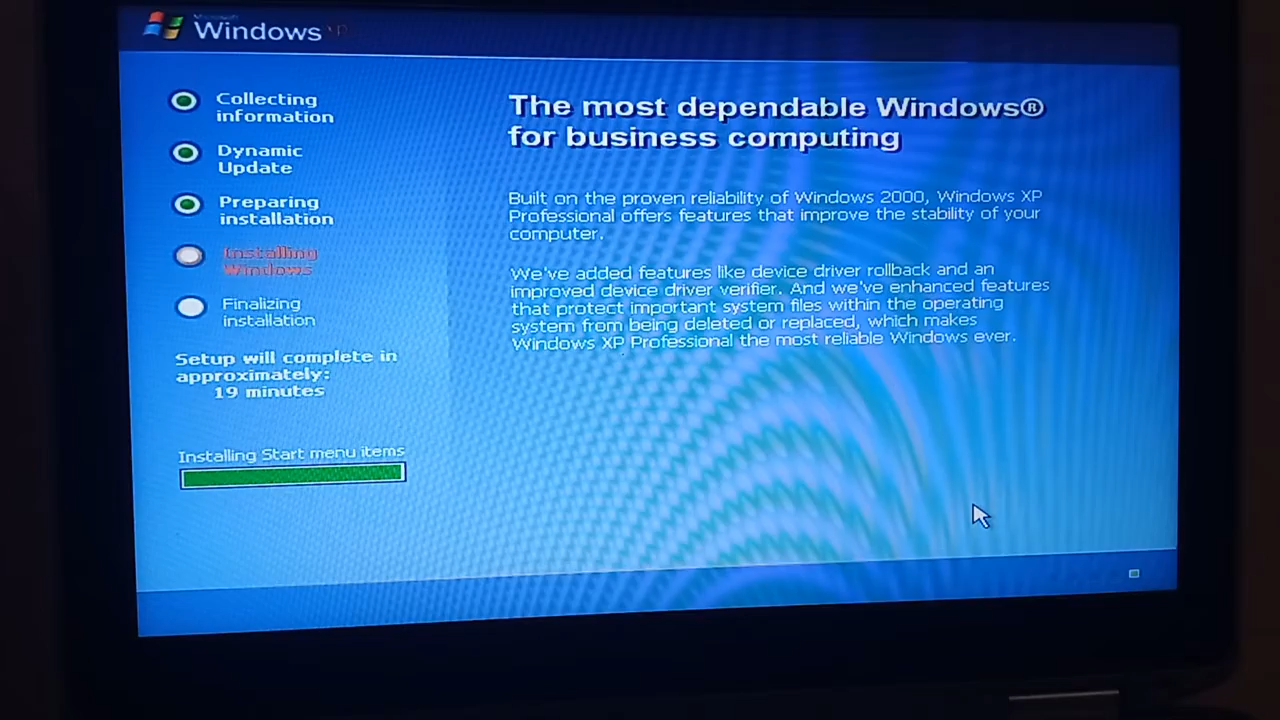 Microsoft
Windows XP
Collecting
information
Dynamic
Update
Preparing
installation
Installing
Windows
Finalizing
installation
Setup will complete in
approximately:
19 minutes
Installing Start menu items
The most dependable Windows®
for business computing
Built on the proven reliability of Windows 2000, Windows XP
Professional offers features that improve the stability of your
computer.
We've added features like device driver rollback and an
improved device driver verifier. And we've enhanced features
that protect important system files within the operating
system from being deleted or replaced, which makes
Windows XP Professional the most reliable Windows ever.